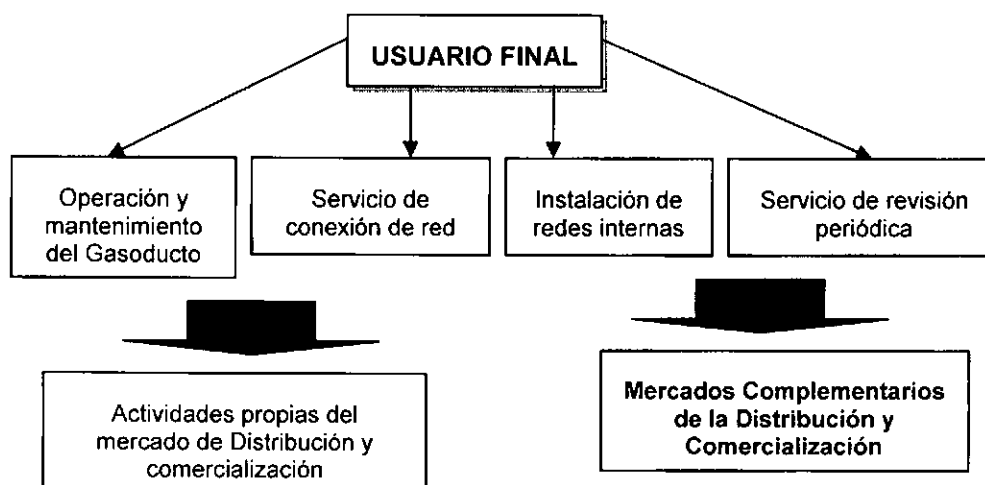 USUARIO FINAL
Operación y
mantenimiento
del Gasoducto
Servicio de
conexión de red
Instalación de
redes internas
Servicio de revisión
periódica
Actividades propias del
mercado de Distribución y
comercialización
Mercados Complementarios
de la Distribución y
Comercialización